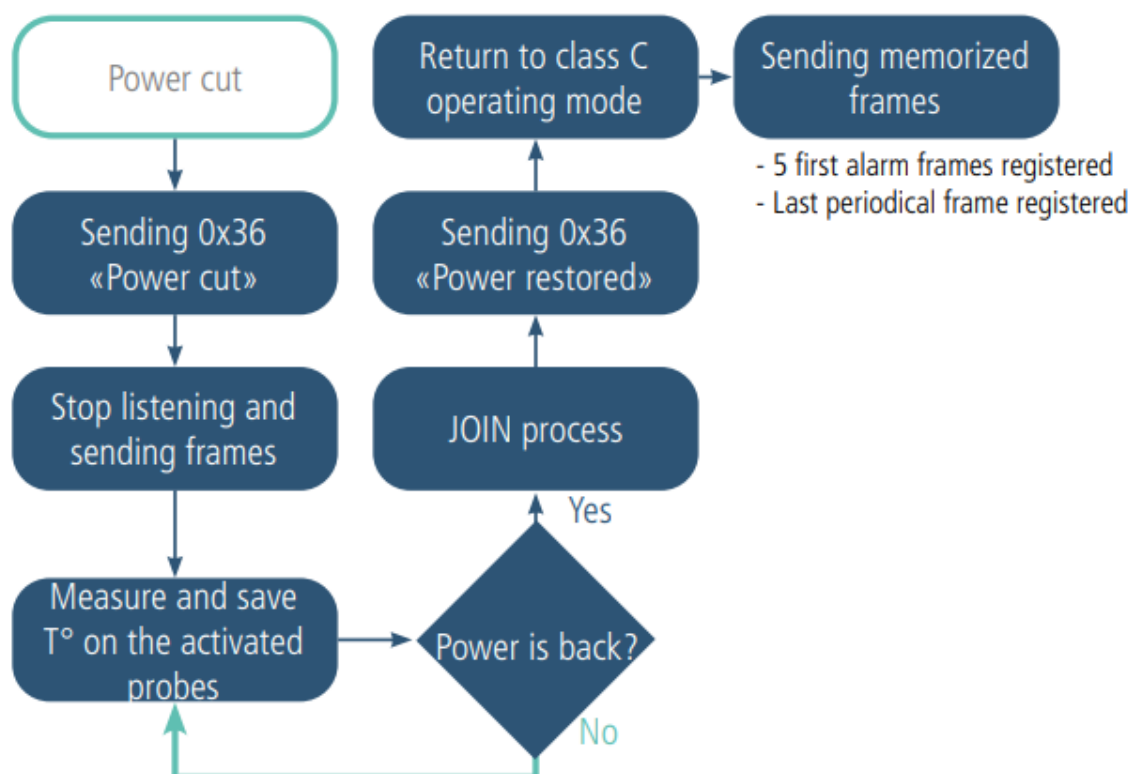 Power cut
Sending 0x36
«Power cut»
Stop listening and
sending frames
Measure and save
T° on the activated
probes
Power is back?
No
Yes
JOIN process
Sending 0x36
«Power restored»
Return to class C
operating mode
Sending memorized
frames
- 5 first alarm frames registered
- Last periodical frame registered